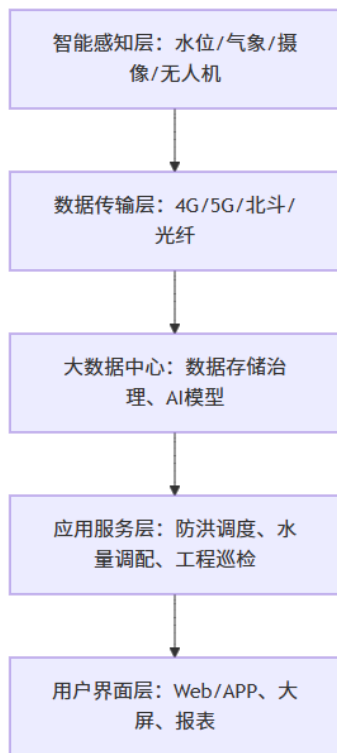 智能感知层：水位/气象/摄
像/无人机
数据传输层：4G/5G/北斗/
光纤
大数据中心：数据存储治
理、AI模型
应用服务层：防洪调度、水
量调配、工程巡检
用户界面层：Web/APP、大
屏、报表